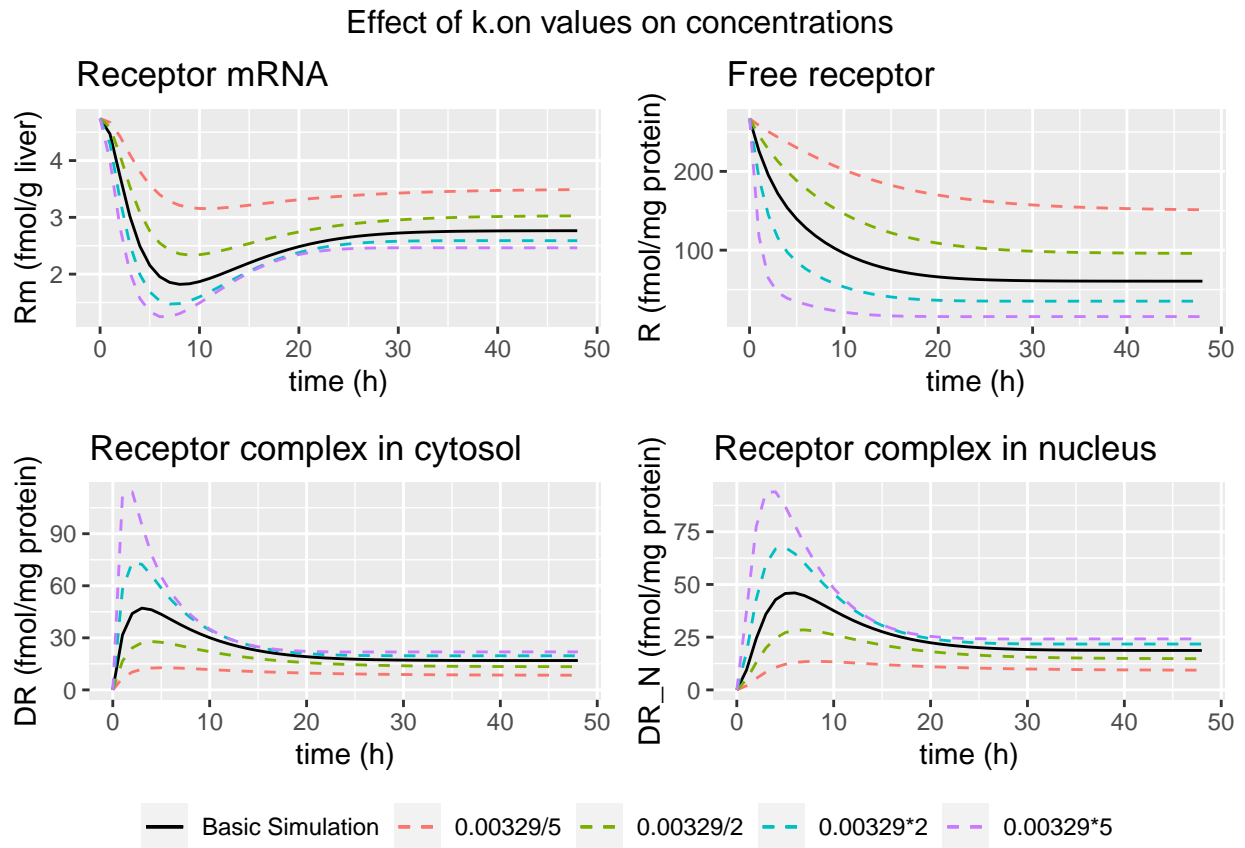 Effect of k.on values on concentrations
Receptor mRNA
Rm (fmol/g liver)
4
3
2
0 10 20 30 40 50
time (h)
Free receptor
R (fmol/mg protein)
200
100
0 10 20 30 40 50
time (h)
Receptor complex in cytosol
DR (fmol/mg protein)
90
60
30
0
0 10 20 30 40 50
time (h)
Receptor complex in nucleus
DR_N (fmol/mg protein)
75
50
25
0
0 10 20 30 40 50
time (h)
Basic Simulation 0.00329/5 0.00329/2 0.00329*2 0.00329*5